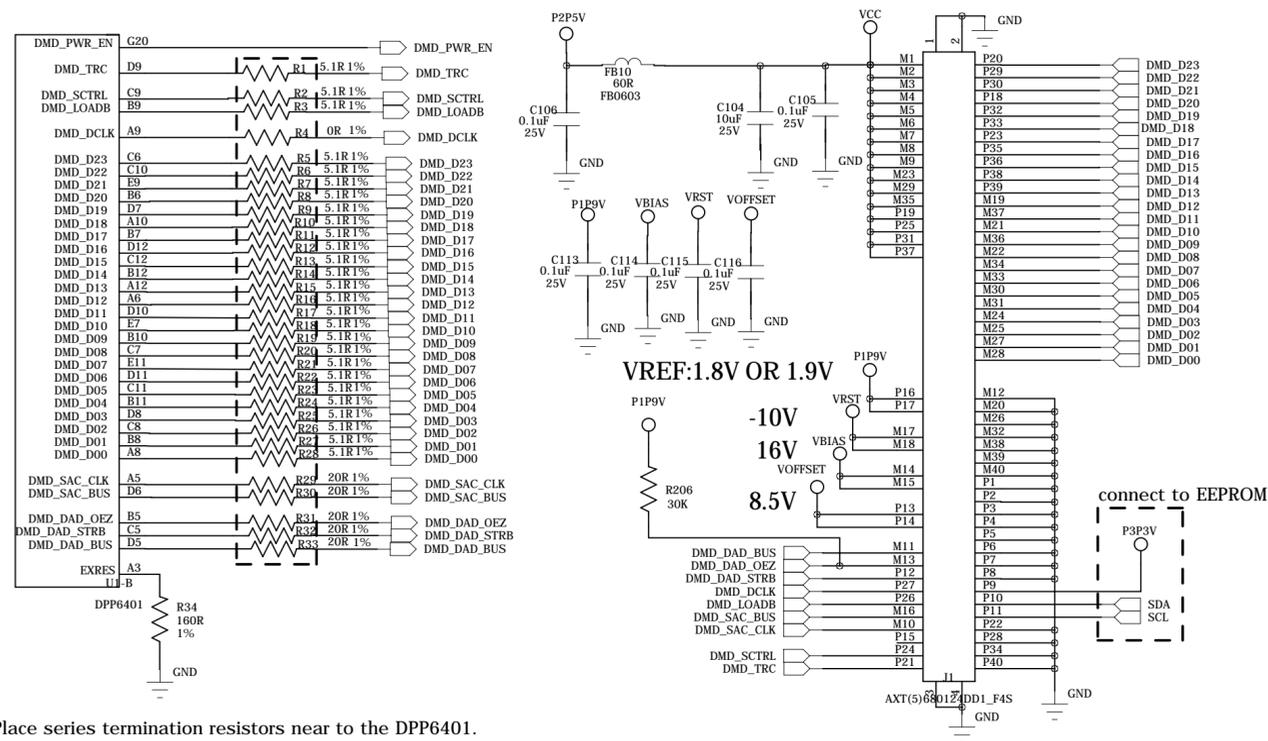 DMD_PWR_EN G20 DMD_PWR_EN
DMD_TRC D9 R1 5.1R 1% DMD_TRC
DMD_SCTRL C9 R2 5.1R 1% DMD_SCTRL
DMD_LOADB B9 R3 5.1R 1% DMD_LOADB
DMD_DCLK A9 R4 0R 1% DMD_DCLK
DMD_D23 C6 R5 5.1R 1% DMD_D23
DMD_D22 C10 R6 5.1R 1% DMD_D22
DMD_D21 E9 R7 5.1R 1% DMD_D21
DMD_D20 B6 R8 5.1R 1% DMD_D20
DMD_D19 D7 R9 5.1R 1% DMD_D19
DMD_D18 A10 R10 5.1R 1% DMD_D18
DMD_D17 B7 R11 5.1R 1% DMD_D17
DMD_D16 D12 R12 5.1R 1% DMD_D16
DMD_D15 C12 R13 5.1R 1% DMD_D15
DMD_D14 B12 R14 5.1R 1% DMD_D14
DMD_D13 A12 R15 5.1R 1% DMD_D13
DMD_D12 A6 R16 5.1R 1% DMD_D12
DMD_D11 D10 R17 5.1R 1% DMD_D11
DMD_D10 E7 R18 5.1R 1% DMD_D10
DMD_D09 B10 R19 5.1R 1% DMD_D09
DMD_D08 C7 R20 5.1R 1% DMD_D08
DMD_D07 E11 R21 5.1R 1% DMD_D07
DMD_D06 D11 R22 5.1R 1% DMD_D06
DMD_D05 C11 R23 5.1R 1% DMD_D05
DMD_D04 B11 R24 5.1R 1% DMD_D04
DMD_D03 D8 R25 5.1R 1% DMD_D03
DMD_D02 C8 R26 5.1R 1% DMD_D02
DMD_D01 B8 R27 5.1R 1% DMD_D01
DMD_D00 A8 R28 5.1R 1% DMD_D00
DMD_SAC_CLK A5 R29 20R 1% DMD_SAC_CLK
DMD_SAC_BUS D6 R30 20R 1% DMD_SAC_BUS
DMD_DAD_OEZ B5 R31 20R 1% DMD_DAD_OEZ
DMD_DAD_STRB C5 R32 20R 1% DMD_DAD_STRB
DMD_DAD_BUS D5 R33 20R 1% DMD_DAD_BUS
EXRES A3
U1-B
DPP6401
R34
160R
1%
GND
Place series termination resistors near to the DPP6401.
P2P5V
FB10
60R
FB0603
C106
0.1uF
25V
GND
C104
10uF
25V
GND
C105
0.1uF
25V
VCC
P1P9V VBIAS VRST VOFFSET
C113
0.1uF
25V
GND
C114
0.1uF
25V
GND
C115
0.1uF
25V
GND
C116
0.1uF
25V
GND
VREF:1.8V OR 1.9V
P1P9V
R206
30K
-10V
16V
8.5V
P1P9V
VRST
VBIAS
VOFFSET
1 2 GND
M1 P20 DMD_D23
M2 P29 DMD_D22
M3 P30 DMD_D21
M4 P18 DMD_D20
M5 P32 DMD_D19
M6 P33 DMD_D18
M7 P23 DMD_D17
M8 P35 DMD_D16
M9 P36 DMD_D15
M23 P38 DMD_D14
M29 P39 DMD_D13
M35 M19 DMD_D12
P19 M37 DMD_D11
P25 M21 DMD_D10
P31 M36 DMD_D09
P37 M22 DMD_D08
M34 DMD_D07
M33 DMD_D06
M30 DMD_D05
M31 DMD_D04
M24 DMD_D03
M25 DMD_D02
M27 DMD_D01
M28 DMD_D00
P16 M12
P17 M20
M26
M17 M32
M18 M38
M39
M14 M40
M15 P1
P2
P13 P3
P14 P4
P5
DMD_DAD_BUS M11 P6
DMD_DAD_OEZ M13 P7
DMD_DAD_STRB P12 P8
DMD_DCLK P27 P9
DMD_LOADB P26 P10 SDA
DMD_SAC_BUS M16 P11 SCL
DMD_SAC_CLK M10 P22
P15 P28
DMD_SCTRL P24 P34
DMD_TRC P21 P40
J1
AXT(5)680124DD1_F4S
3 4
GND
GND
connect to EEPROM
P3P3V